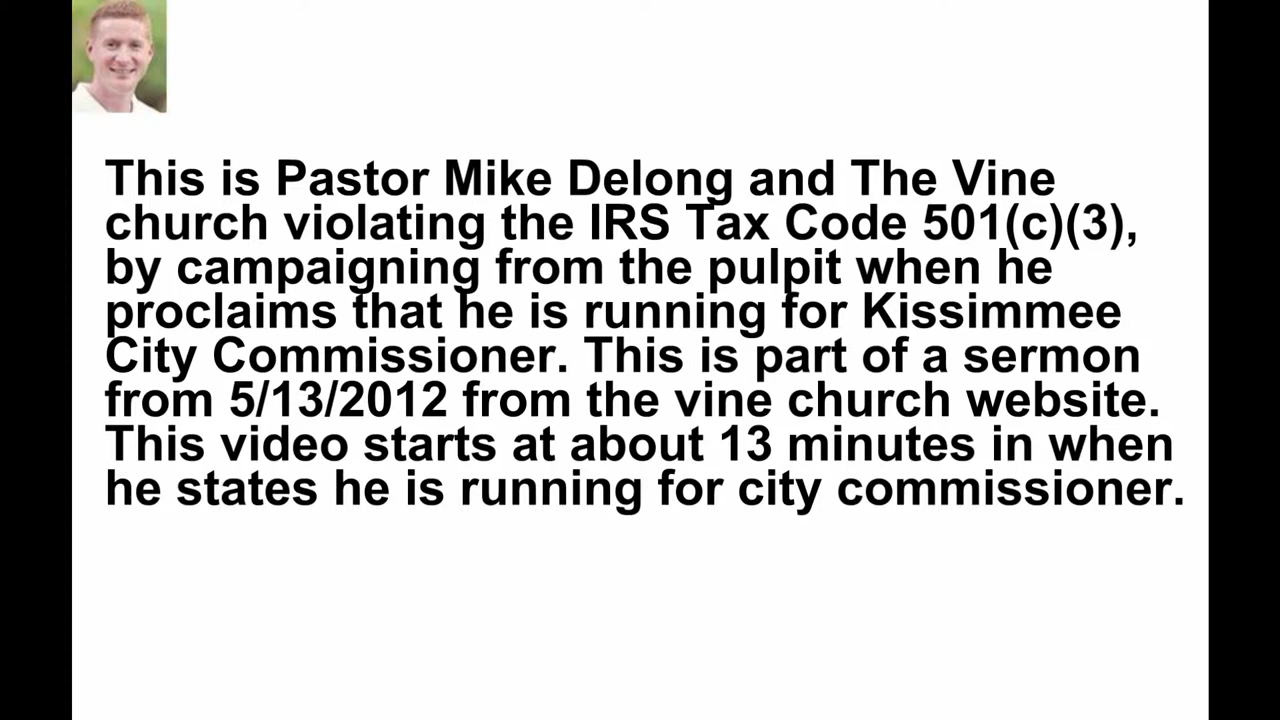 This is Pastor Mike Delong and The Vine
church violating the IRS Tax Code 501(c)(3),
by campaigning from the pulpit when he
proclaims that he is running for Kissimmee
City Commissioner. This is part of a sermon
from 5/13/2012 from the vine church website.
This video starts at about 13 minutes in when
he states he is running for city commissioner.